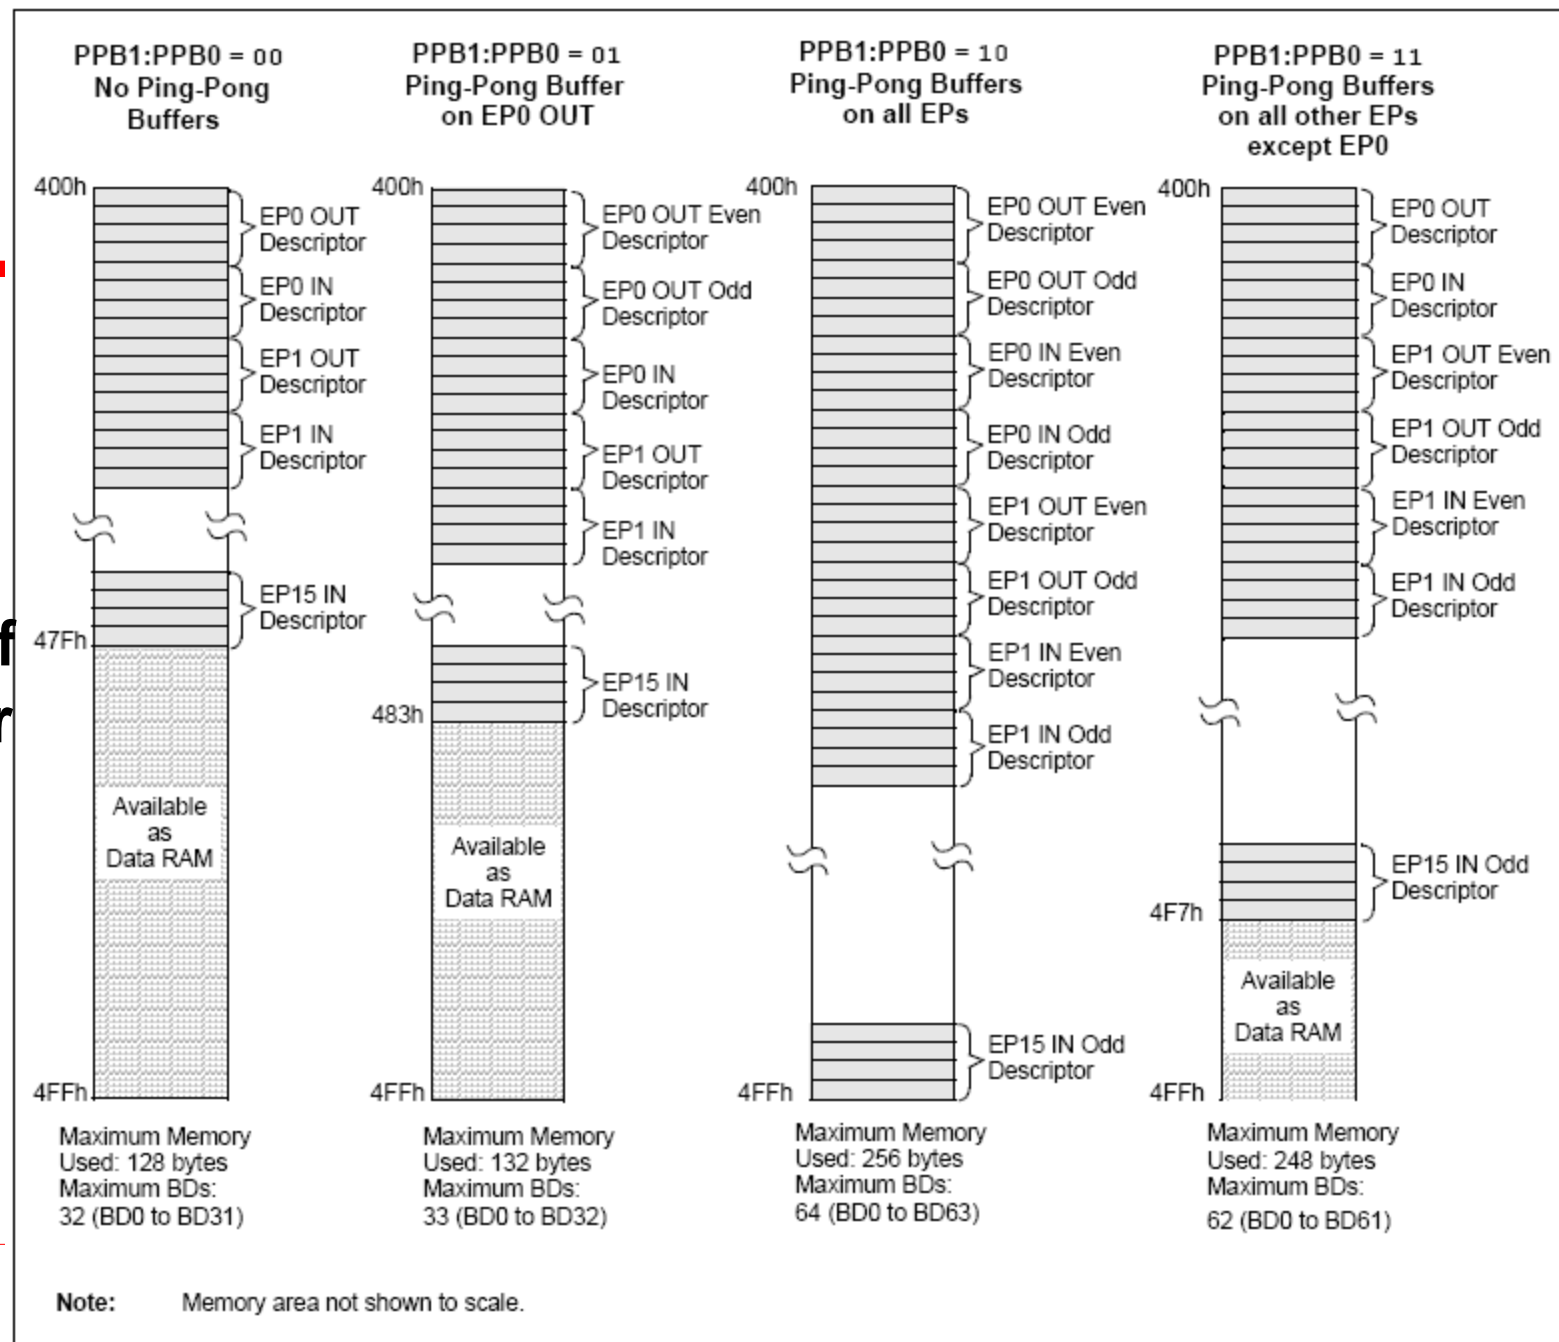 PPB1:PPB0 = 00
No Ping-Pong
Buffers
400h
EP0 OUT
Descriptor
EP0 IN
Descriptor
EP1 OUT
Descriptor
EP1 IN
Descriptor
EP15 IN
Descriptor
47Fh
Available
as
Data RAM
4FFh
Maximum Memory
Used: 128 bytes
Maximum BDs:
32 (BD0 to BD31)
PPB1:PPB0 = 01
Ping-Pong Buffer
on EP0 OUT
400h
EP0 OUT Even
Descriptor
EP0 OUT Odd
Descriptor
EP0 IN
Descriptor
EP1 OUT
Descriptor
EP1 IN
Descriptor
EP15 IN
Descriptor
483h
Available
as
Data RAM
4FFh
Maximum Memory
Used: 132 bytes
Maximum BDs:
33 (BD0 to BD32)
PPB1:PPB0 = 10
Ping-Pong Buffers
on all EPs
400h
EP0 OUT Even
Descriptor
EP0 OUT Odd
Descriptor
EP0 IN Even
Descriptor
EP0 IN Odd
Descriptor
EP1 OUT Even
Descriptor
EP1 OUT Odd
Descriptor
EP1 IN Even
Descriptor
EP1 IN Odd
Descriptor
EP15 IN Odd
Descriptor
4FFh
Maximum Memory
Used: 256 bytes
Maximum BDs:
64 (BD0 to BD63)
PPB1:PPB0 = 11
Ping-Pong Buffers
on all other EPs
except EP0
400h
EP0 OUT
Descriptor
EP0 IN
Descriptor
EP1 OUT Even
Descriptor
EP1 OUT Odd
Descriptor
EP1 IN Even
Descriptor
EP1 IN Odd
Descriptor
EP15 IN Odd
Descriptor
4F7h
Available
as
Data RAM
4FFh
Maximum Memory
Used: 248 bytes
Maximum BDs:
62 (BD0 to BD61)
f
r
Note: Memory area not shown to scale.